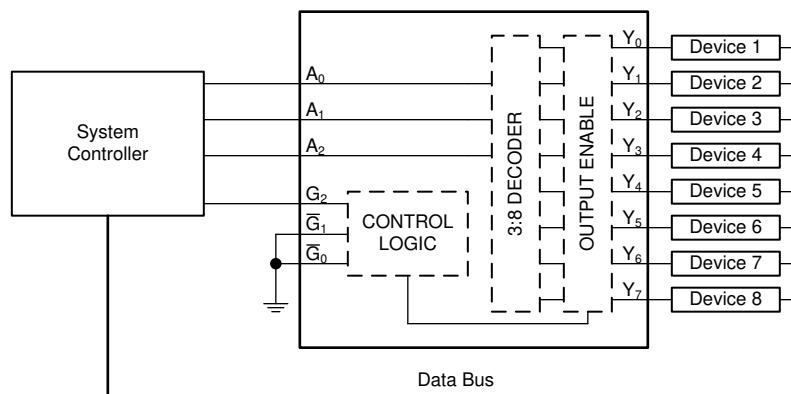 System
Controller
A0
A1
A2
G2
G̅1
G̅0
CONTROL
LOGIC
3:8 DECODER
OUTPUT ENABLE
Y0
Y1
Y2
Y3
Y4
Y5
Y6
Y7
Device 1
Device 2
Device 3
Device 4
Device 5
Device 6
Device 7
Device 8
Data Bus